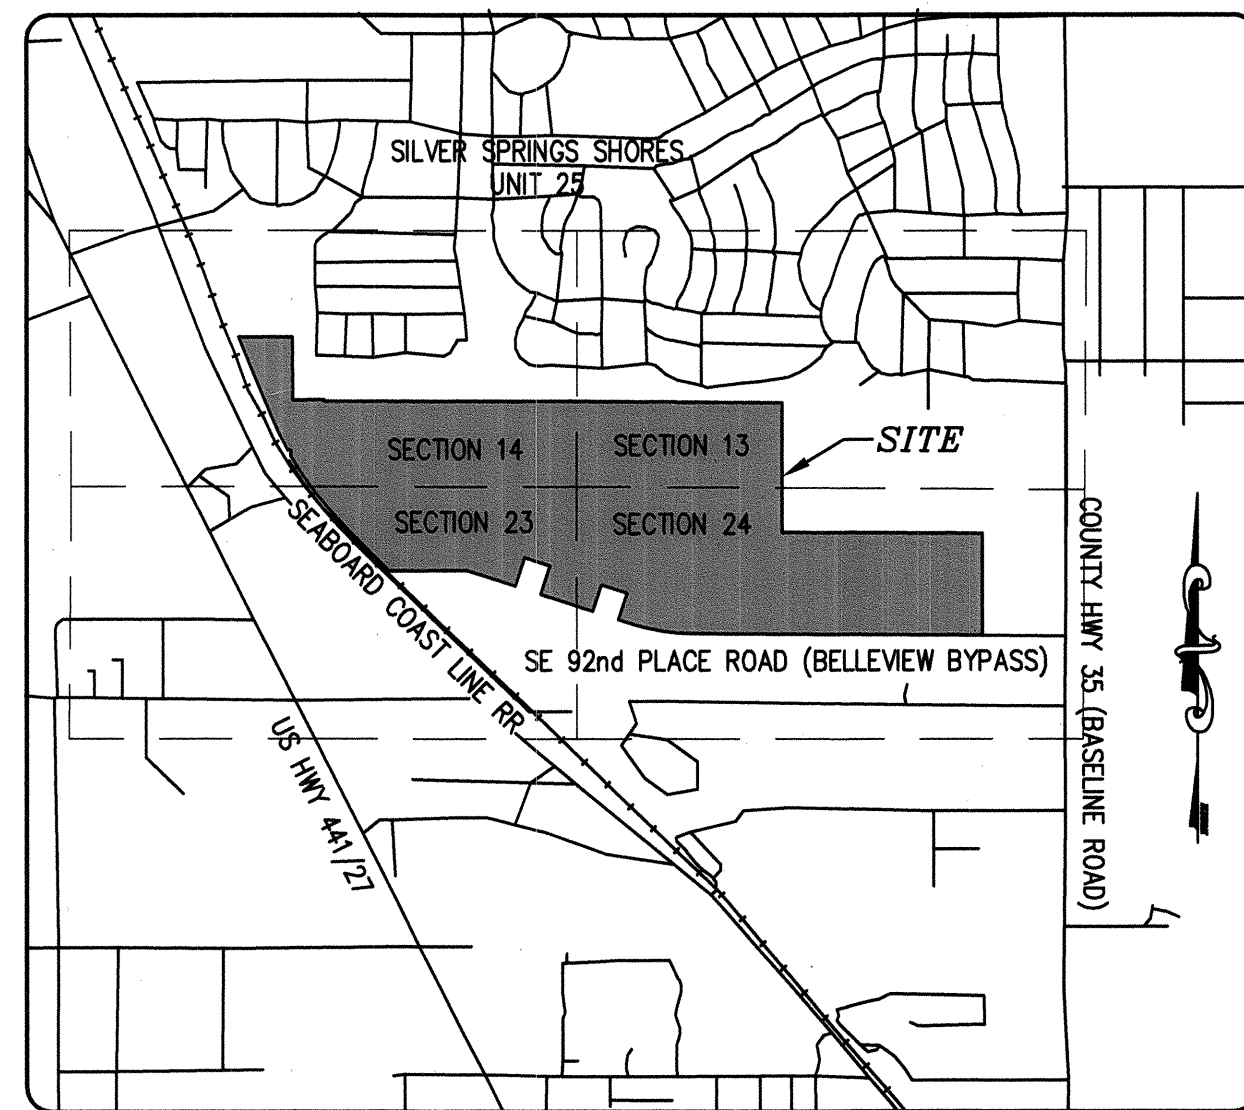 SILVER SPRINGS SHORES
UNIT 25
SITE
SECTION 14
SECTION 13
SECTION 23
SECTION 24
SEABOARD COAST LINE RR
SE 92nd PLACE ROAD (BELLEVIEW BYPASS)
COUNTY HWY 35 (BASELINE ROAD)
US HWY 441/27